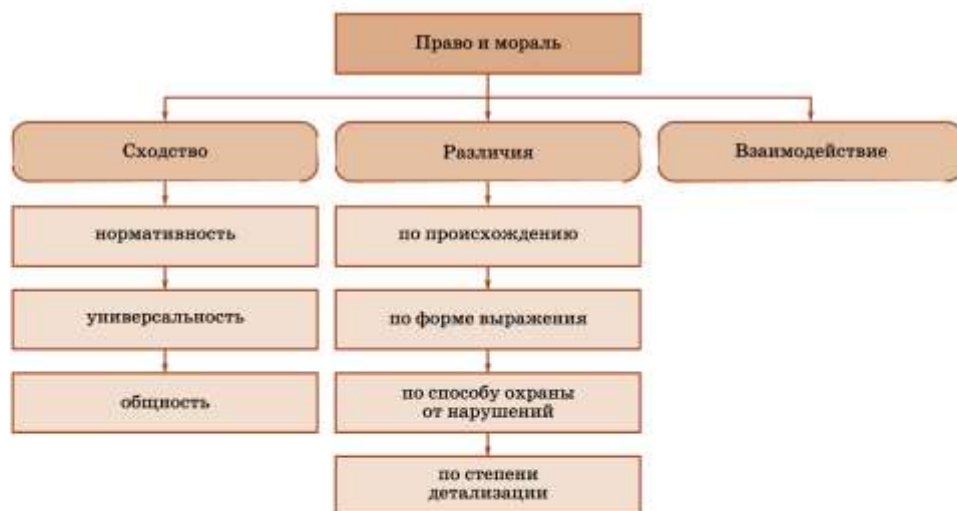 Право и мораль
Сходство
Различия
Взаимодействие
нормативность
по происхождению
универсальность
по форме выражения
общность
по способу охраны
от нарушений
по степени
детализации